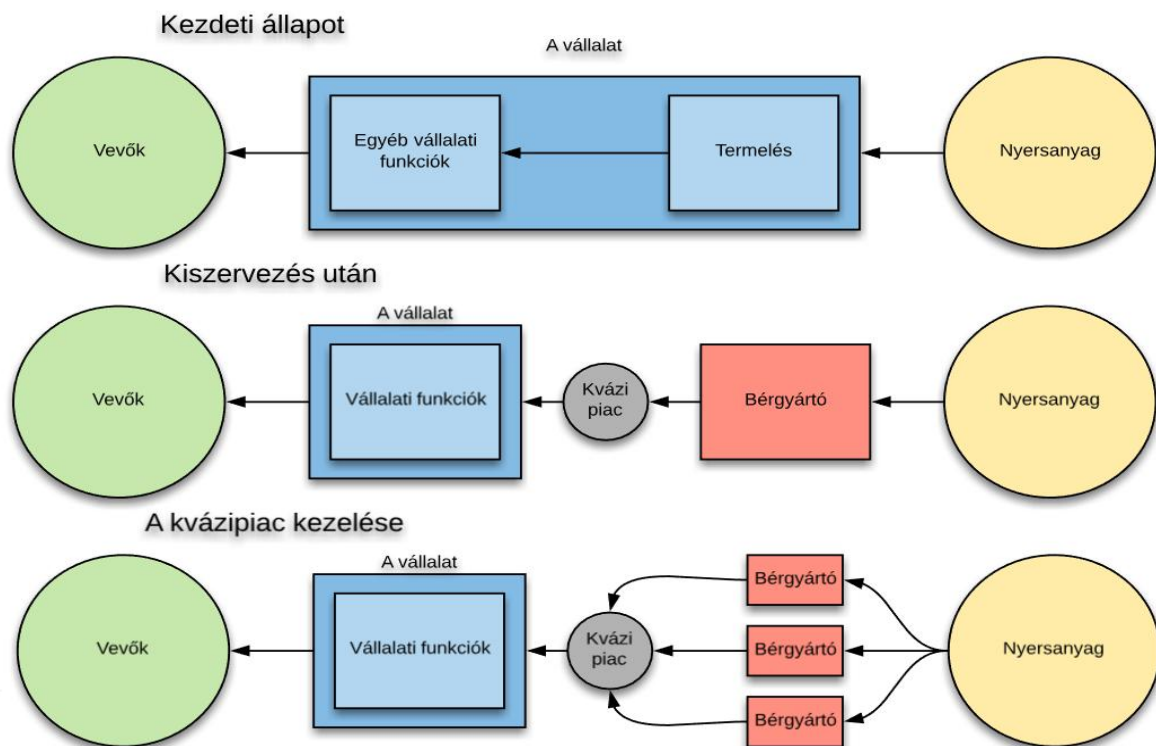 Kezdeti állapot
A vállalat
Vevők
Egyéb vállalati
funkciók
Termelés
Nyersanyag
Kiszervezés után
A vállalat
Vevők
Vállalati funkciók
Kvázi
piac
Bérgyártó
Nyersanyag
A kvázipiac kezelése
A vállalat
Bérgyártó
Vevők
Vállalati funkciók
Kvázi
piac
Bérgyártó
Nyersanyag
Bérgyártó